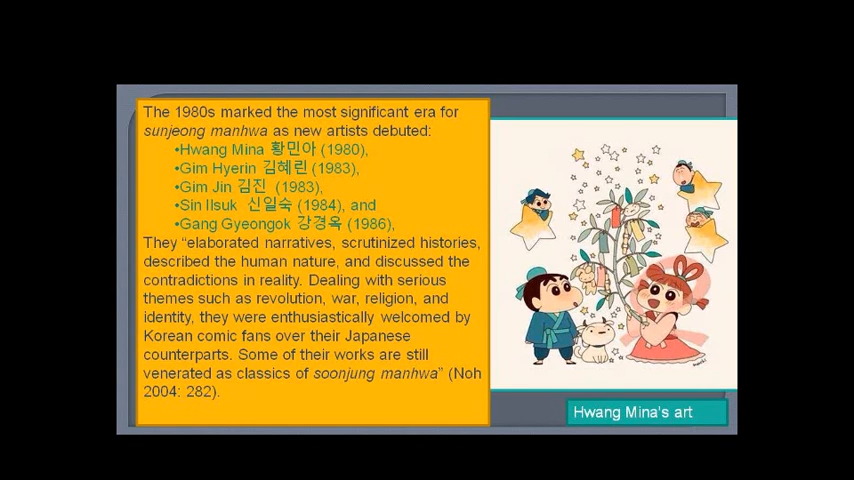 The 1980s marked the most significant era for
sunjeong manhwa as new artists debuted:
•Hwang Mina 황민아 (1980),
•Gim Hyerin 김혜린 (1983),
•Gim Jin 김진 (1983),
•Sin Ilsuk 신일숙 (1984), and
•Gang Gyeongok 강경옥 (1986),
They “elaborated narratives, scrutinized histories,
described the human nature, and discussed the
contradictions in reality. Dealing with serious
themes such as revolution, war, religion, and
identity, they were enthusiastically welcomed by
Korean comic fans over their Japanese
counterparts. Some of their works are still
venerated as classics of soonjung manhwa” (Noh
2004: 282).
Hwang Mina's art